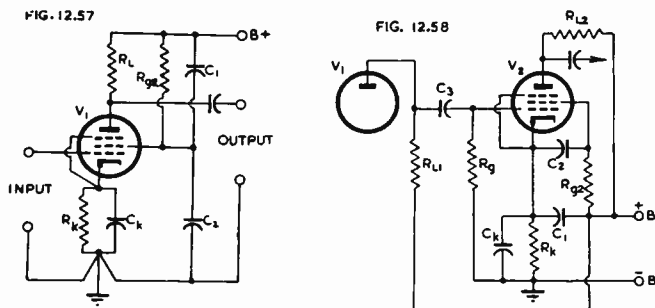 FIG. 12.57
B+
RL
Rg2
C1
V1
OUTPUT
INPUT
Rk
Ck
C2
FIG. 12.58
RL2
V1
V2
C3
RL1
Rg
C2
Rg2
+
B
Ck
C1
Rk
−
B